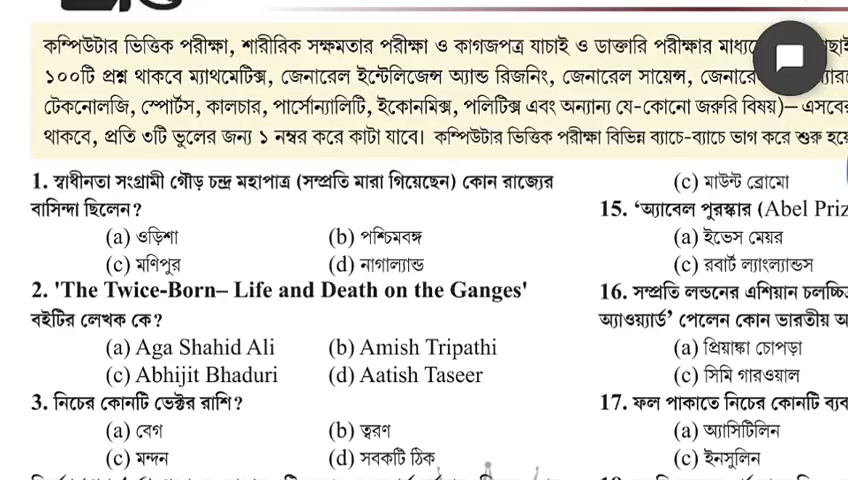 কম্পিউটার ভিত্তিক পরীক্ষা, শারীরিক সক্ষমতার পরীক্ষা ও কাগজপত্র যাচাই ও ডাক্তারি পরীক্ষার
১০০টি প্রশ্ন থাকবে ম্যাথমেটিক্স, জেনারেল ইন্টেলিজেন্স অ্যান্ড রিজনিং, জেনারেল সায়েন্স,
টেকনোলজি, স্পোর্টস, কালচার, পার্সোন্যালিটি, ইকোনমিক্স, পলিটিক্স এবং অন্যান্য যে-কোনো জরুরি বিষয়)– এসবের
থাকবে, প্রতি ৩টি ভুলের জন্য ১ নম্বর করে কাটা যাবে। কম্পিউটার ভিত্তিক পরীক্ষা বিভিন্ন ব্যাচে-ব্যাচে ভাগ করে শুরু
1. স্বাধীনতা সংগ্রামী গৌড় চন্দ্র মহাপাত্র (সম্প্রতি মারা গিয়েছেন) কোন রাজ্যের
বাসিন্দা ছিলেন?
(a) ওড়িশা (b) পশ্চিমবঙ্গ
(c) মণিপুর (d) নাগাল্যান্ড
2. 'The Twice-Born– Life and Death on the Ganges'
বইটির লেখক কে?
(a) Aga Shahid Ali (b) Amish Tripathi
(c) Abhijit Bhaduri (d) Aatish Taseer
3. নিচের কোনটি ভেক্টর রাশি?
(a) বেগ (b) ত্বরণ
(c) মন্দন (d) সবকটি ঠিক
(c) মাউন্ট ব্রোমো
15. ‘অ্যাবেল পুরস্কার (Abel
(a) ইভেস মেয়র
(c) রবার্ট ল্যাংল্যান্ডস
16. সম্প্রতি লন্ডনের এশিয়ান
অ্যাওয়ার্ড’ পেলেন কোন ভারতীয়
(a) প্রিয়াঙ্কা চোপড়া
(c) সিমি গারওয়াল
17. ফল পাকাতে নিচের কোনটি
(a) অ্যাসিটিলিন
(c) ইনসুলিন